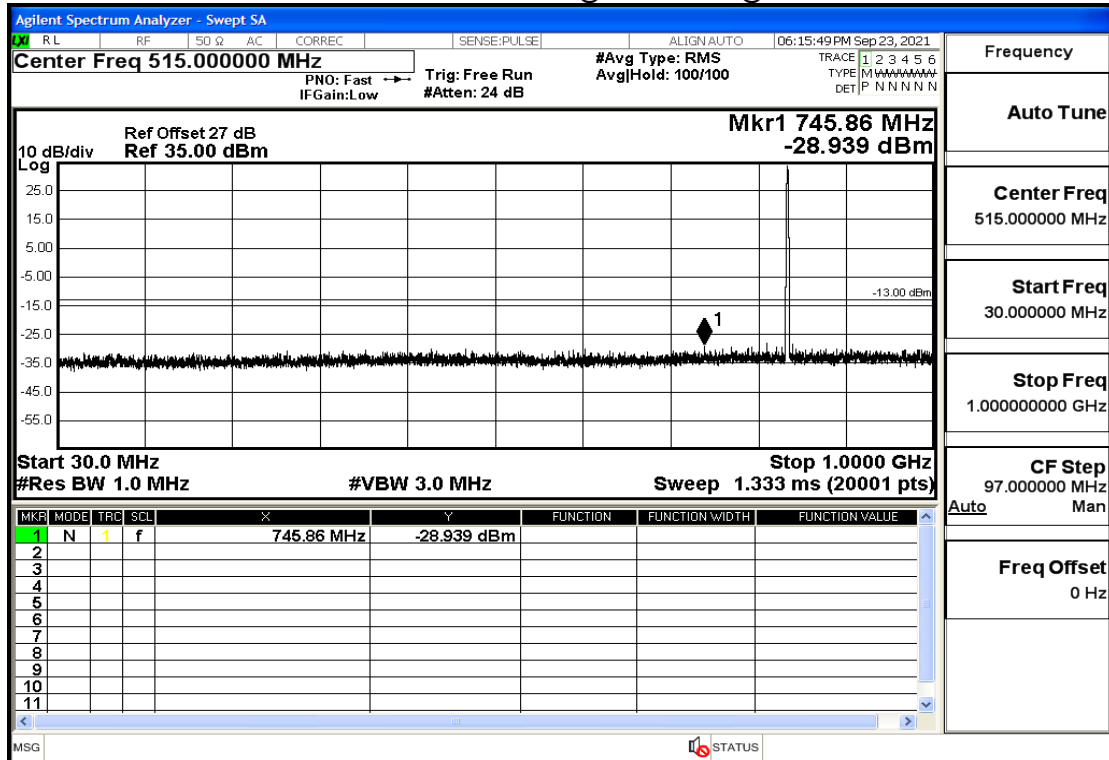 Agilent Spectrum Analyzer - Swept SA
LXI RL RF 50 Ω AC CORREC SENSE:PULSE ALIGN AUTO 06:15:49 PM Sep 23, 2021
Center Freq 515.000000 MHz
PNO: Fast
IFGain:Low
Trig: Free Run
#Atten: 24 dB
#Avg Type: RMS
Avg|Hold: 100/100
TRACE 1 2 3 4 5 6
TYPE M WWWWW
DET P N N N N N
Mkr1 745.86 MHz
-28.939 dBm
Ref Offset 27 dB
10 dB/div Ref 35.00 dBm
Log
25.0
15.0
5.00
-5.00
-13.00 dBm
-15.0
1
-25.0
-35.0
-45.0
-55.0
Start 30.0 MHz Stop 1.0000 GHz
#Res BW 1.0 MHz #VBW 3.0 MHz Sweep 1.333 ms (20001 pts)
MKR MODE TRC SCL X Y FUNCTION FUNCTION WIDTH FUNCTION VALUE
1 N 1 f 745.86 MHz -28.939 dBm
2
3
4
5
6
7
8
9
10
11
MSG STATUS
Frequency
Auto Tune
Center Freq
515.000000 MHz
Start Freq
30.000000 MHz
Stop Freq
1.000000000 GHz
CF Step
97.000000 MHz
Auto Man
Freq Offset
0 Hz